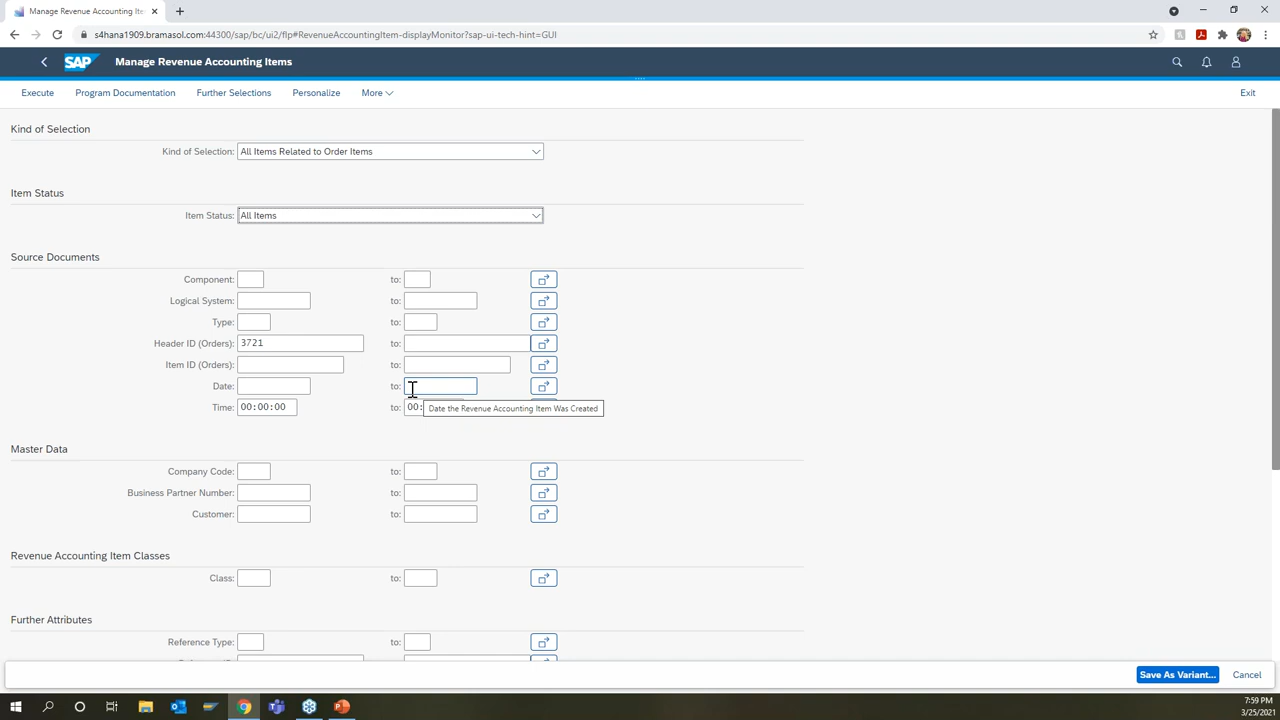 Manage Revenue Accounting Items
s4hana1909.bramasol.com:44300/sap/bc/ui2/flp#RevenueAccountingItem-displayMonitor?sap-ui-tech-hint=GUI
SAP Manage Revenue Accounting Items
Execute Program Documentation Further Selections Personalize More Exit
Kind of Selection
Kind of Selection: All Items Related to Order Items
Item Status
Item Status: All Items
Source Documents
Component: to:
Logical System: to:
Type: to:
Header ID (Orders): 3721 to:
Item ID (Orders): to:
Date: to:
Time: 00:00:00 to: 00:
Date the Revenue Accounting Item Was Created
Master Data
Company Code: to:
Business Partner Number: to:
Customer: to:
Revenue Accounting Item Classes
Class: to:
Further Attributes
Reference Type: to:
Save As Variant... Cancel
7:59 PM
3/25/2021